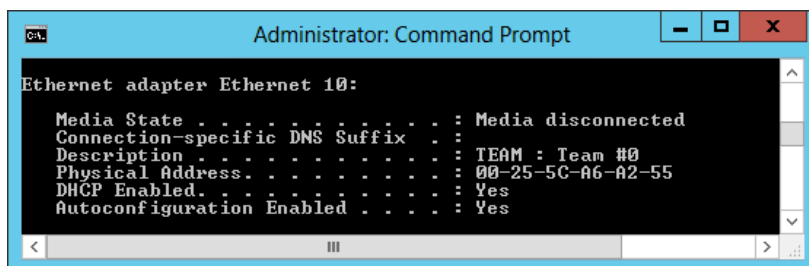 Administrator: Command Prompt
Ethernet adapter Ethernet 10:
Media State . . . . . . . . . . . : Media disconnected
Connection-specific DNS Suffix . :
Description . . . . . . . . . . . : TEAM : Team #0
Physical Address. . . . . . . . . : 00-25-5C-A6-A2-55
DHCP Enabled. . . . . . . . . . . : Yes
Autoconfiguration Enabled . . . . : Yes